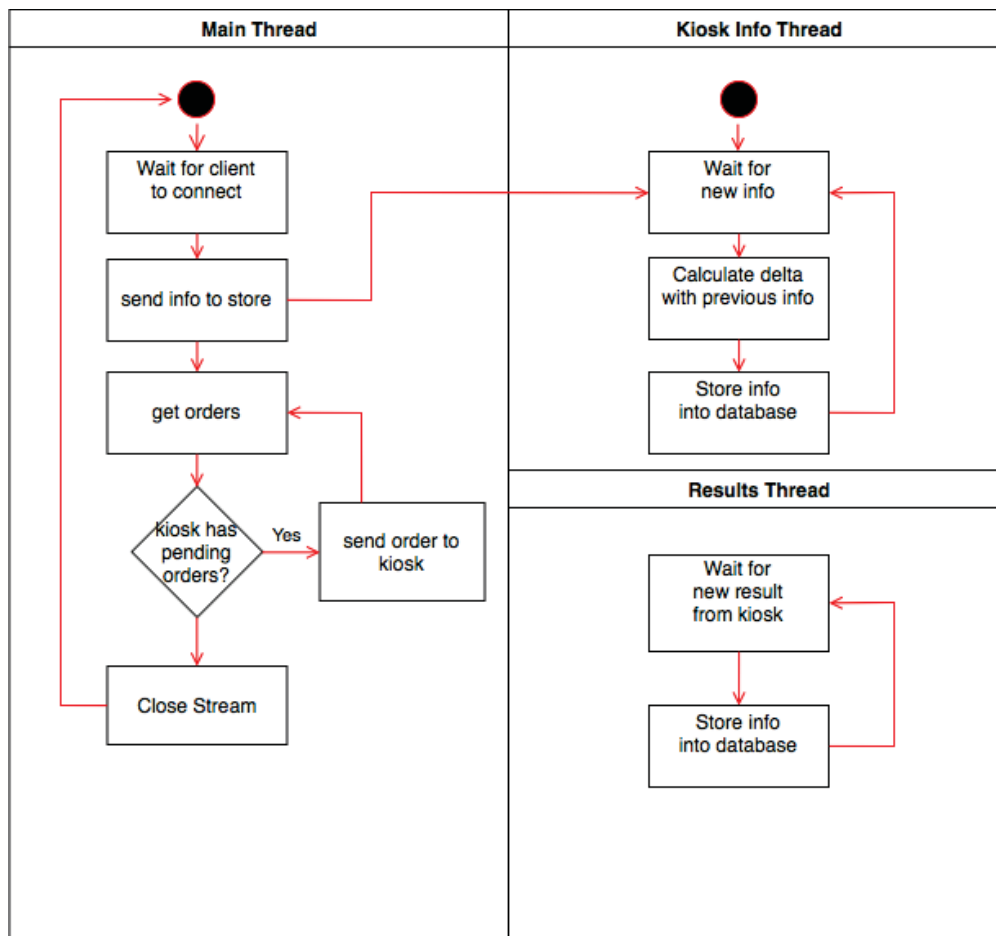 Main Thread
Wait for client
to connect
send info to store
get orders
kiosk has
pending
orders?
Yes
send order to
kiosk
Close Stream
Kiosk Info Thread
Wait for
new info
Calculate delta
with previous info
Store info
into database
Results Thread
Wait for
new result
from kiosk
Store info
into database